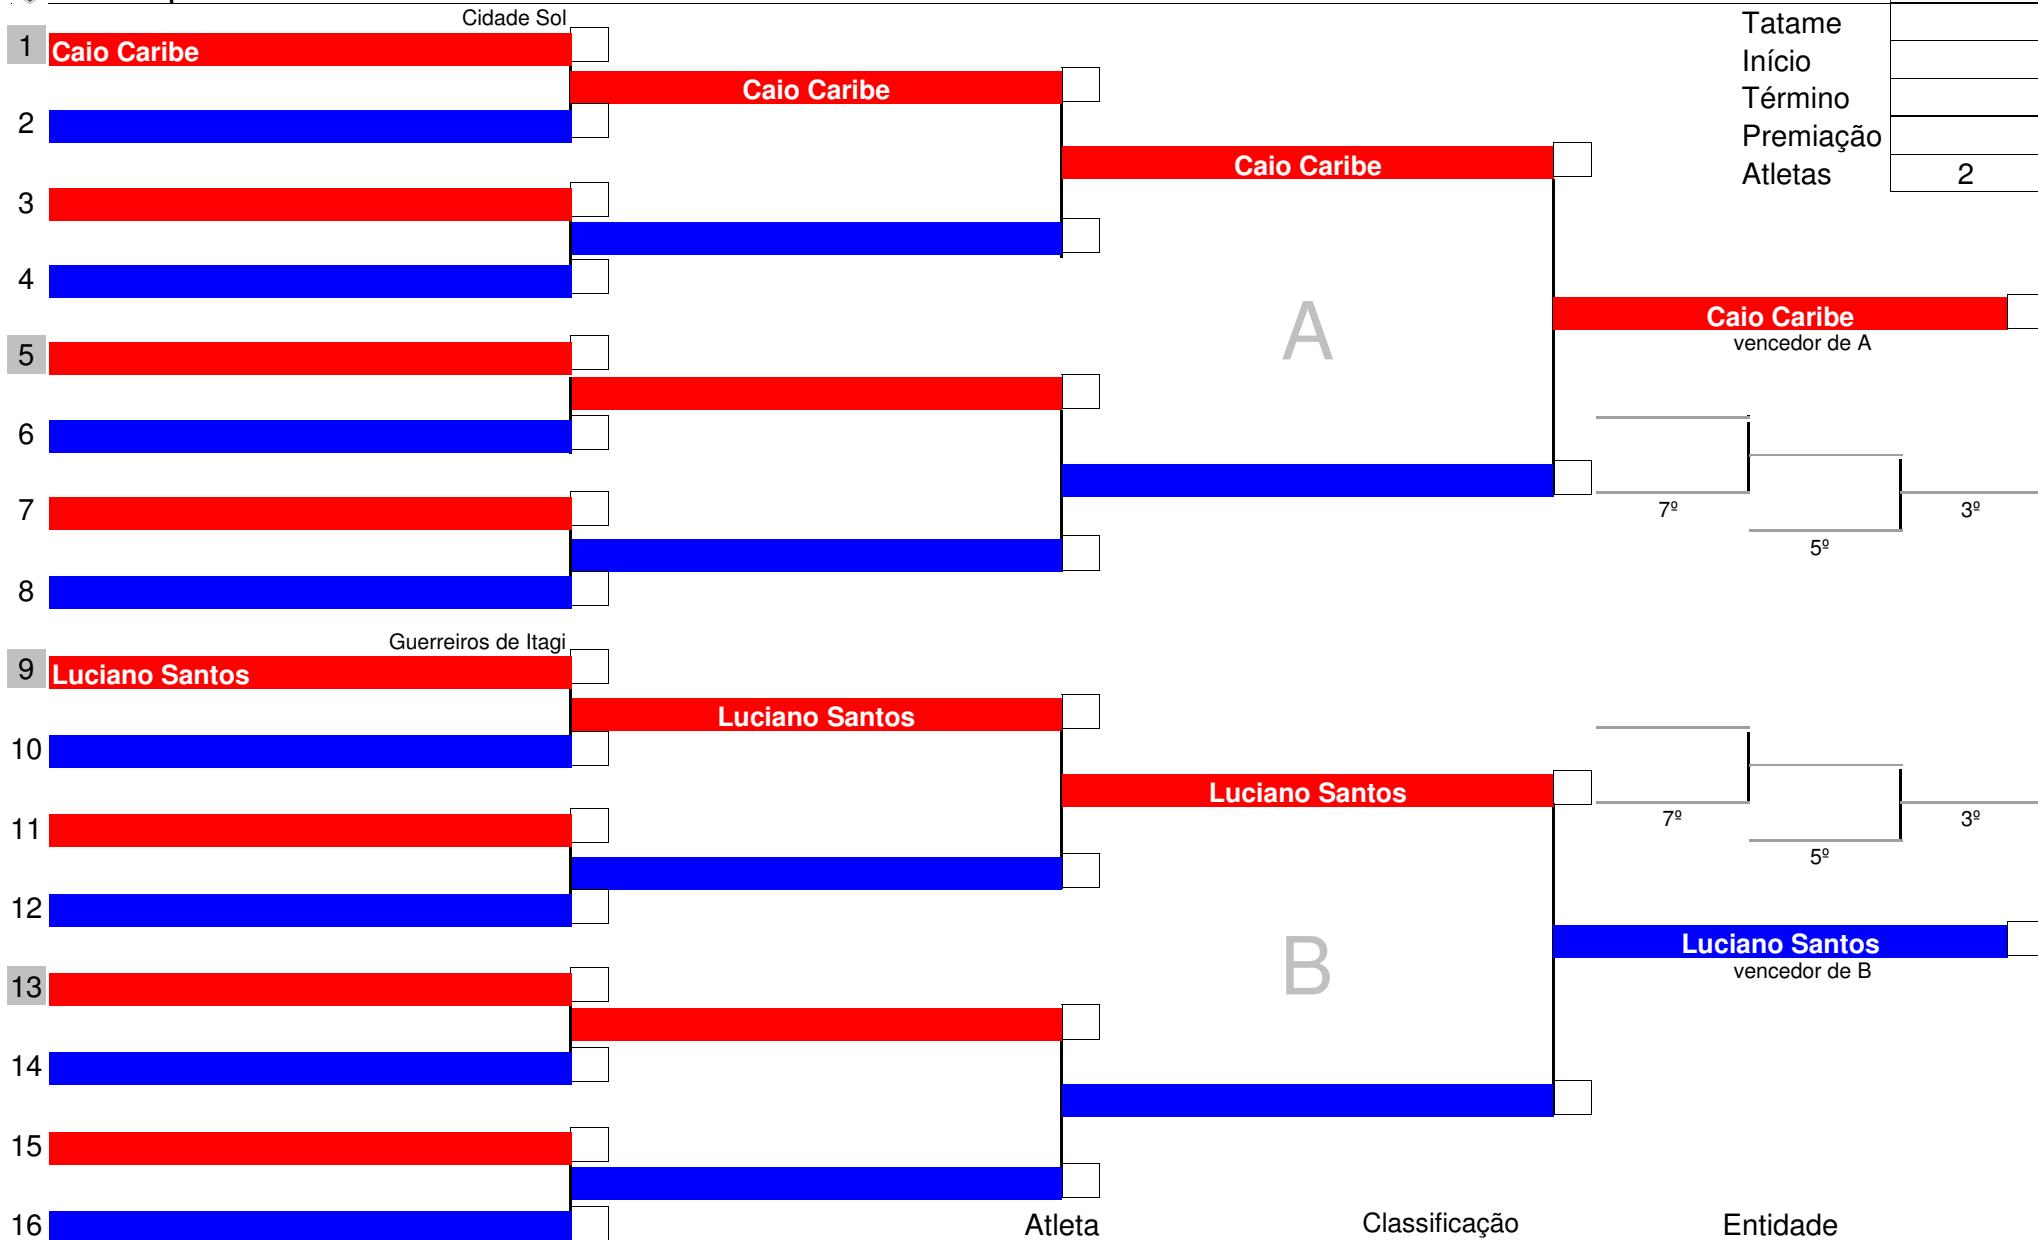 Cidade Sol
Tatame
1 Caio Caribe
Início
Caio Caribe
Término
2
Premiação
Caio Caribe
Atletas 2
3
4
A
Caio Caribe
vencedor de A
5
6
7
7º
3º
5º
8
Guerreiros de Itagi
9 Luciano Santos
Luciano Santos
10
Luciano Santos
11
7º
3º
5º
12
B
Luciano Santos
vencedor de B
13
14
15
16
Atleta Classificação Entidade